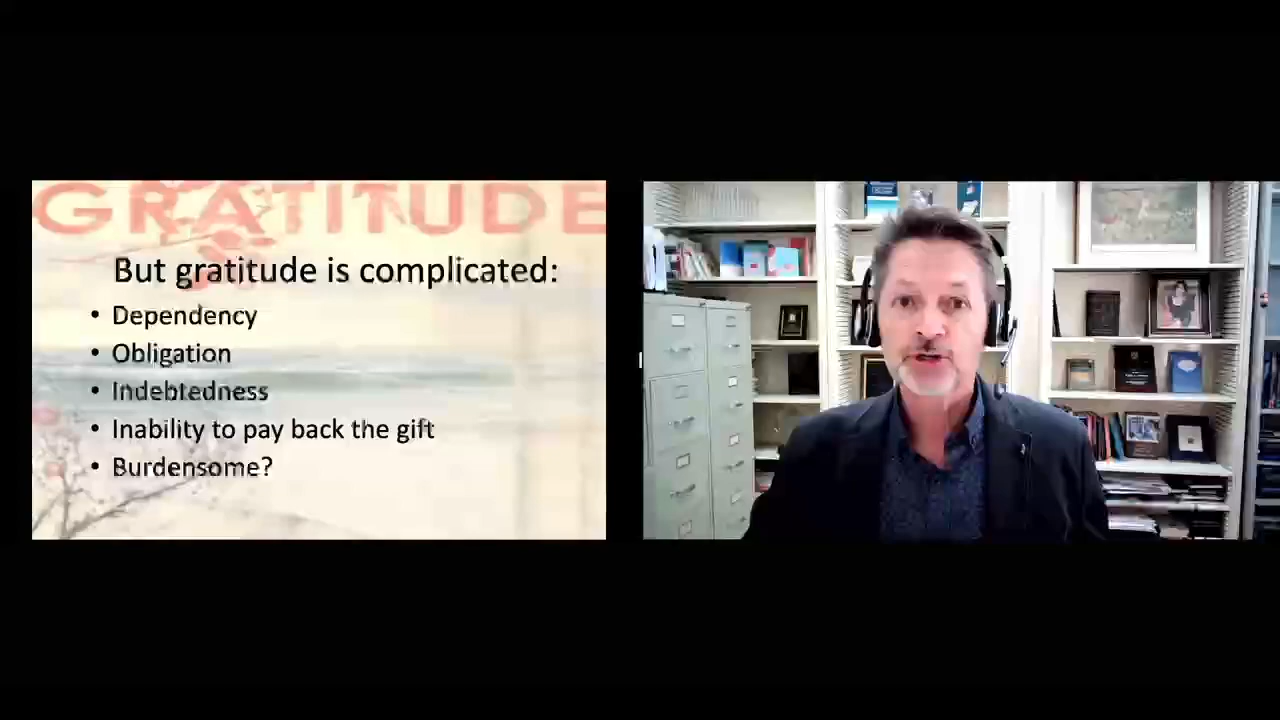 GRATITUDE
But gratitude is complicated:
• Dependency
• Obligation
• Indebtedness
• Inability to pay back the gift
• Burdensome?